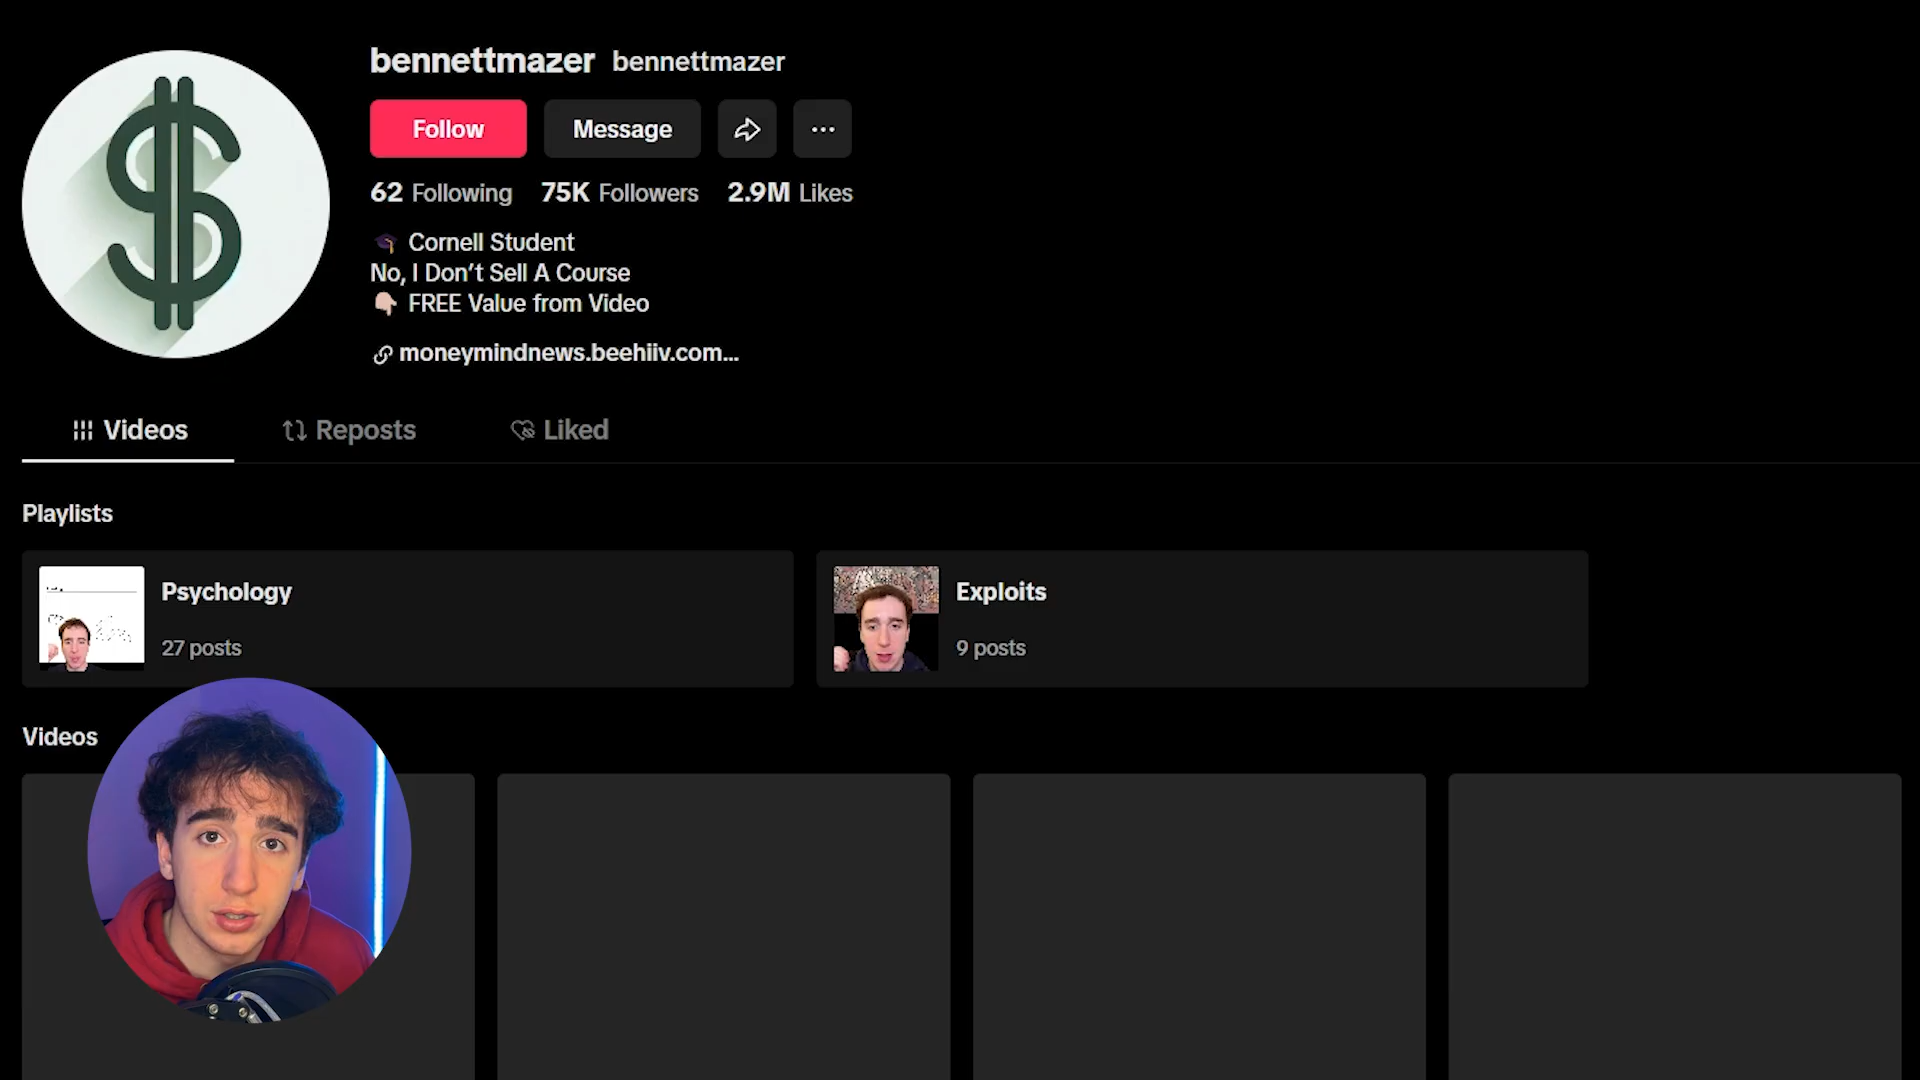 bennettmazer bennettmazer
Follow Message
62 Following 75K Followers 2.9M Likes
Cornell Student
No, I Don’t Sell A Course
FREE Value from Video
moneymindnews.beehiiv.com...
Videos Reposts Liked
Playlists
Psychology
27 posts
Exploits
9 posts
Videos